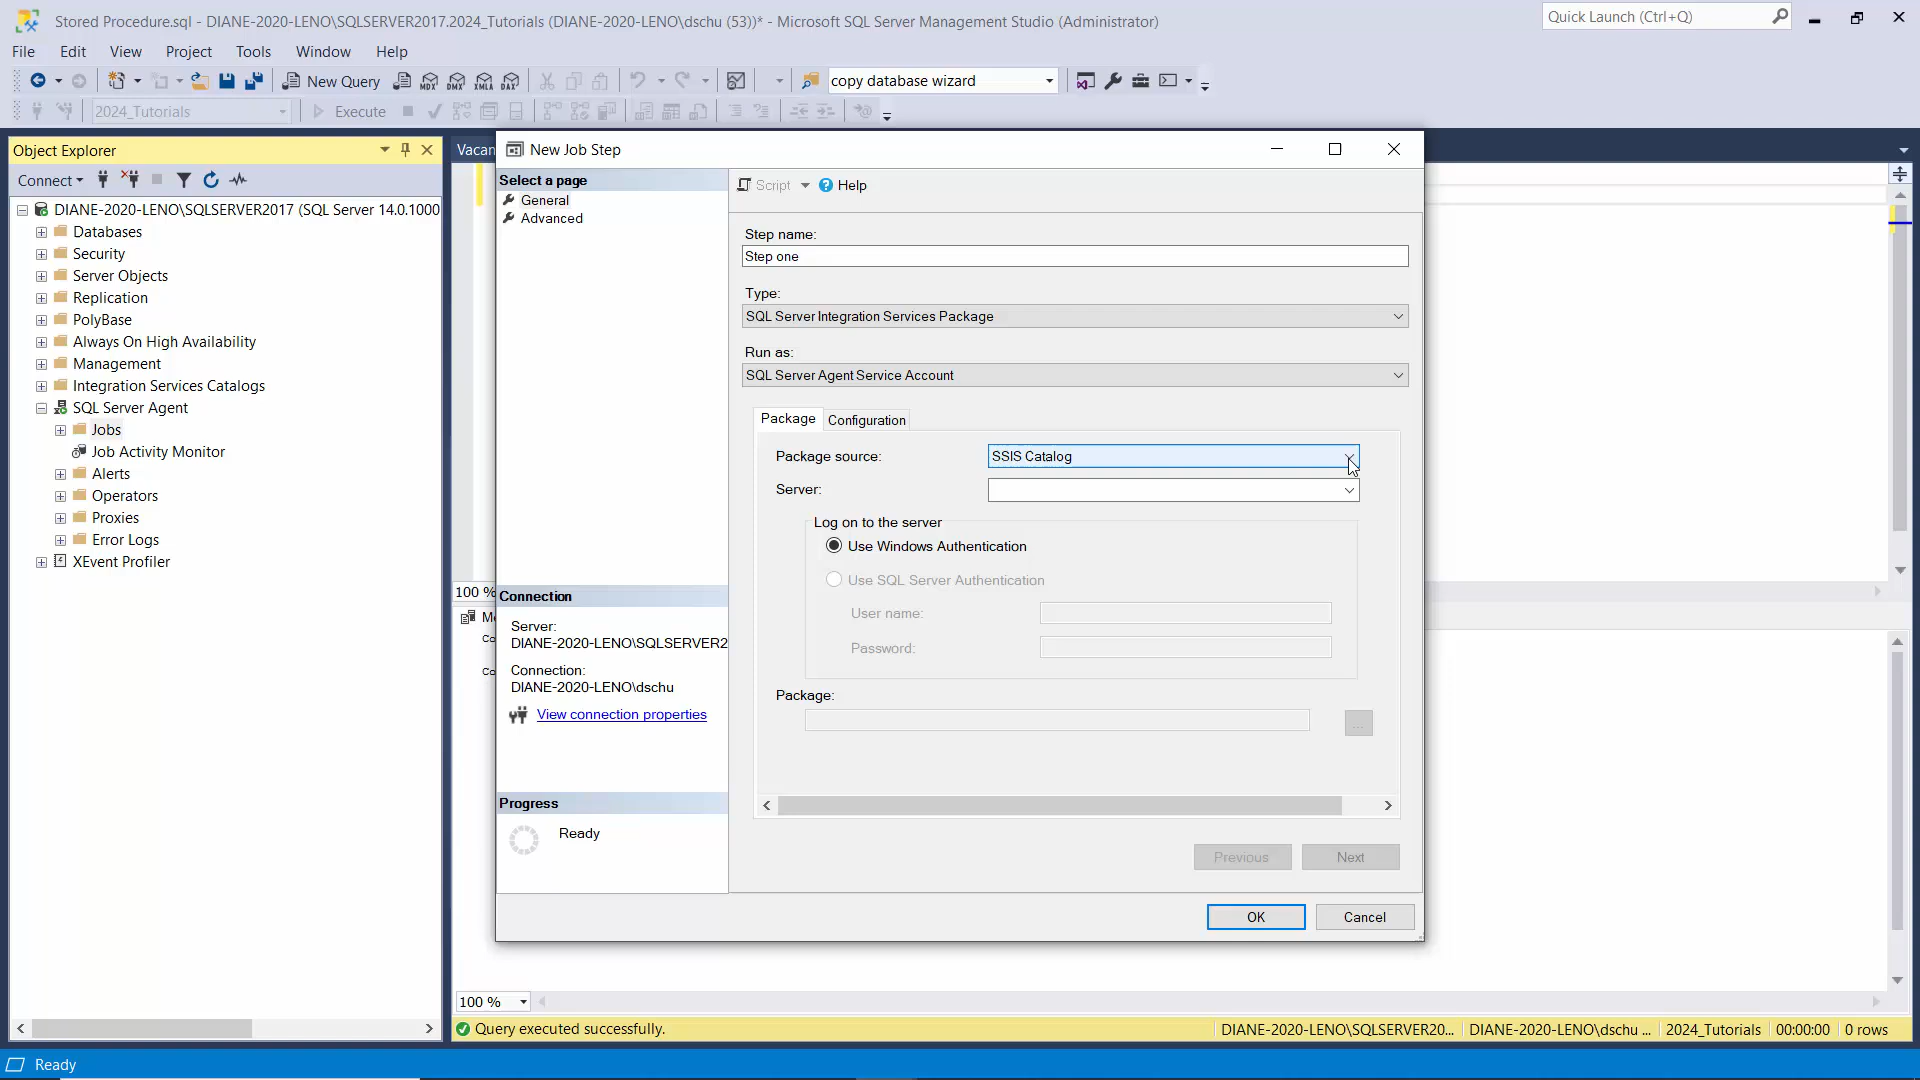 Stored Procedure.sql - DIANE-2020-LENO\SQLSERVER2017.2024_Tutorials (DIANE-2020-LENO\dschu (53))* - Microsoft SQL Server Management Studio (Administrator)
Quick Launch (Ctrl+Q)
File Edit View Project Tools Window Help
New Query MDX DMX XMLA DAX copy database wizard
2024_Tutorials Execute
Object Explorer
Connect
DIANE-2020-LENO\SQLSERVER2017 (SQL Server 14.0.1000
Databases
Security
Server Objects
Replication
PolyBase
Always On High Availability
Management
Integration Services Catalogs
SQL Server Agent
Jobs
Job Activity Monitor
Alerts
Operators
Proxies
Error Logs
XEvent Profiler
Vacan
100 %
Me
Co
Co
New Job Step
Select a page
General
Advanced
Connection
Server:
DIANE-2020-LENO\SQLSERVER2
Connection:
DIANE-2020-LENO\dschu
View connection properties
Progress
Ready
Script Help
Step name:
Step one
Type:
SQL Server Integration Services Package
Run as:
SQL Server Agent Service Account
Package Configuration
Package source: SSIS Catalog
Server:
Log on to the server
Use Windows Authentication
Use SQL Server Authentication
User name:
Password:
Package:
...
Previous Next
OK Cancel
100 %
Query executed successfully. DIANE-2020-LENO\SQLSERVER20... DIANE-2020-LENO\dschu ... 2024_Tutorials 00:00:00 0 rows
Ready